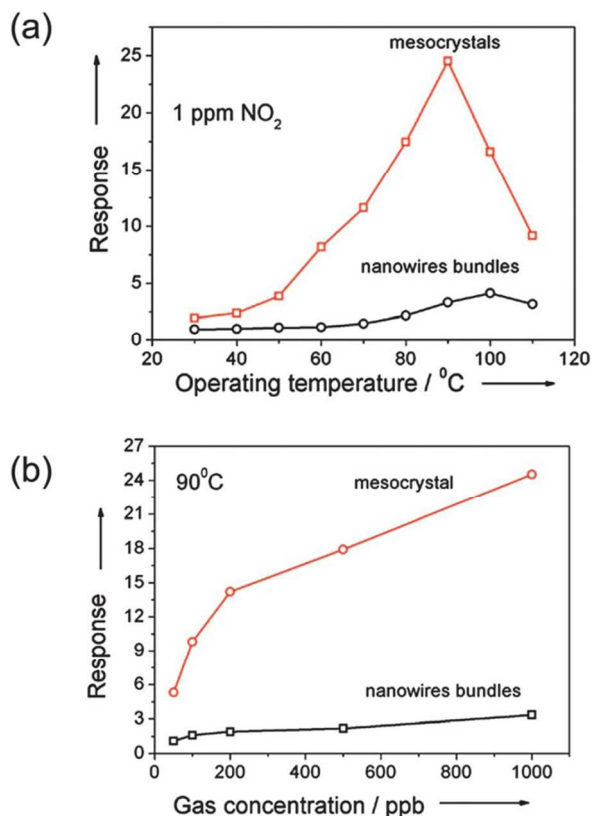 (a)
mesocrystals
1 ppm NO₂
nanowires bundles
Response
25
20
15
10
5
0
20 40 60 80 100 120
Operating temperature / ⁰C
(b)
90⁰C
mesocrystal
nanowires bundles
Response
27
24
21
18
15
12
9
6
3
0
0 200 400 600 800 1000
Gas concentration / ppb